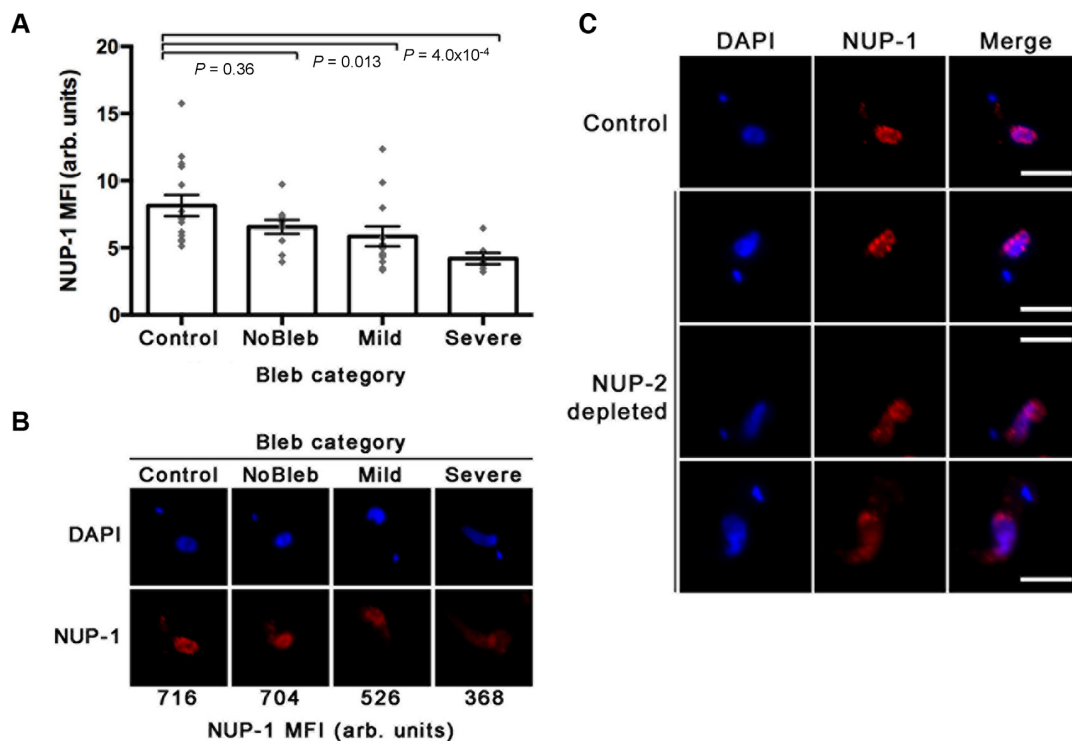 A
NUP-1 MFI (arb. units)
20
15
10
5
0
P = 0.36
P = 0.013
P = 4.0x10⁻⁴
Control NoBleb Mild Severe
Bleb category
B
Bleb category
Control NoBleb Mild Severe
DAPI
NUP-1
716 704 526 368
NUP-1 MFI (arb. units)
C
DAPI NUP-1 Merge
Control
NUP-2
depleted